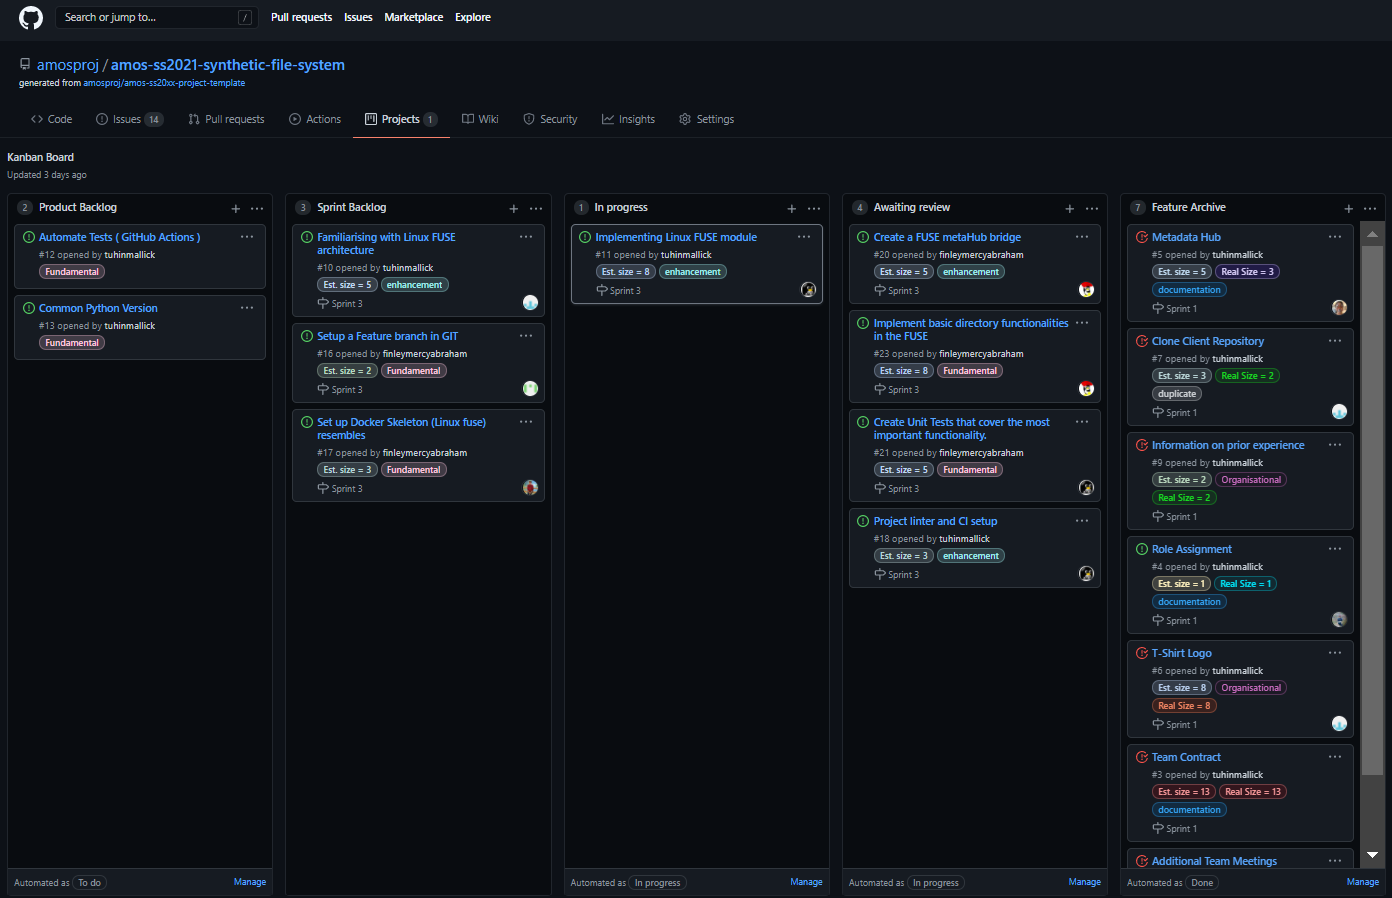 Search or jump to... /
Pull requests Issues Marketplace Explore
amosproj / amos-ss2021-synthetic-file-system
generated from amosproj/amos-ss20xx-project-template
Code Issues 14 Pull requests Actions Projects 1 Wiki Security Insights Settings
Kanban Board
Updated 3 days ago
2 Product Backlog
Automate Tests ( GitHub Actions )
#12 opened by tuhinmallick
Fundamental
Common Python Version
#13 opened by tuhinmallick
Fundamental
Automated as To do Manage
3 Sprint Backlog
Familiarising with Linux FUSE
architecture
#10 opened by tuhinmallick
Est. size = 5 enhancement
Sprint 3
Setup a Feature branch in GIT
#16 opened by finleymercyabraham
Est. size = 2 Fundamental
Sprint 3
Set up Docker Skeleton (Linux fuse)
resembles
#17 opened by finleymercyabraham
Est. size = 3 Fundamental
Sprint 3
1 In progress
Implementing Linux FUSE module
#11 opened by tuhinmallick
Est. size = 8 enhancement
Sprint 3
Automated as In progress Manage
4 Awaiting review
Create a FUSE metaHub bridge
#20 opened by finleymercyabraham
Est. size = 5 enhancement
Sprint 3
Implement basic directory functionalities
in the FUSE
#23 opened by finleymercyabraham
Est. size = 8 Fundamental
Sprint 3
Create Unit Tests that cover the most
important functionality.
#21 opened by finleymercyabraham
Est. size = 5 Fundamental
Sprint 3
Project linter and CI setup
#18 opened by tuhinmallick
Est. size = 3 enhancement
Sprint 3
Automated as In progress Manage
7 Feature Archive
Metadata Hub
#5 opened by tuhinmallick
Est. size = 5 Real Size = 3
documentation
Sprint 1
Clone Client Repository
#7 opened by tuhinmallick
Est. size = 3 Real Size = 2
duplicate
Sprint 1
Information on prior experience
#9 opened by tuhinmallick
Est. size = 2 Organisational
Real Size = 2
Sprint 1
Role Assignment
#4 opened by tuhinmallick
Est. size = 1 Real Size = 1
documentation
Sprint 1
T-Shirt Logo
#6 opened by tuhinmallick
Est. size = 8 Organisational
Real Size = 8
Sprint 1
Team Contract
#3 opened by tuhinmallick
Est. size = 13 Real Size = 13
documentation
Sprint 1
Additional Team Meetings
Automated as Done Manage